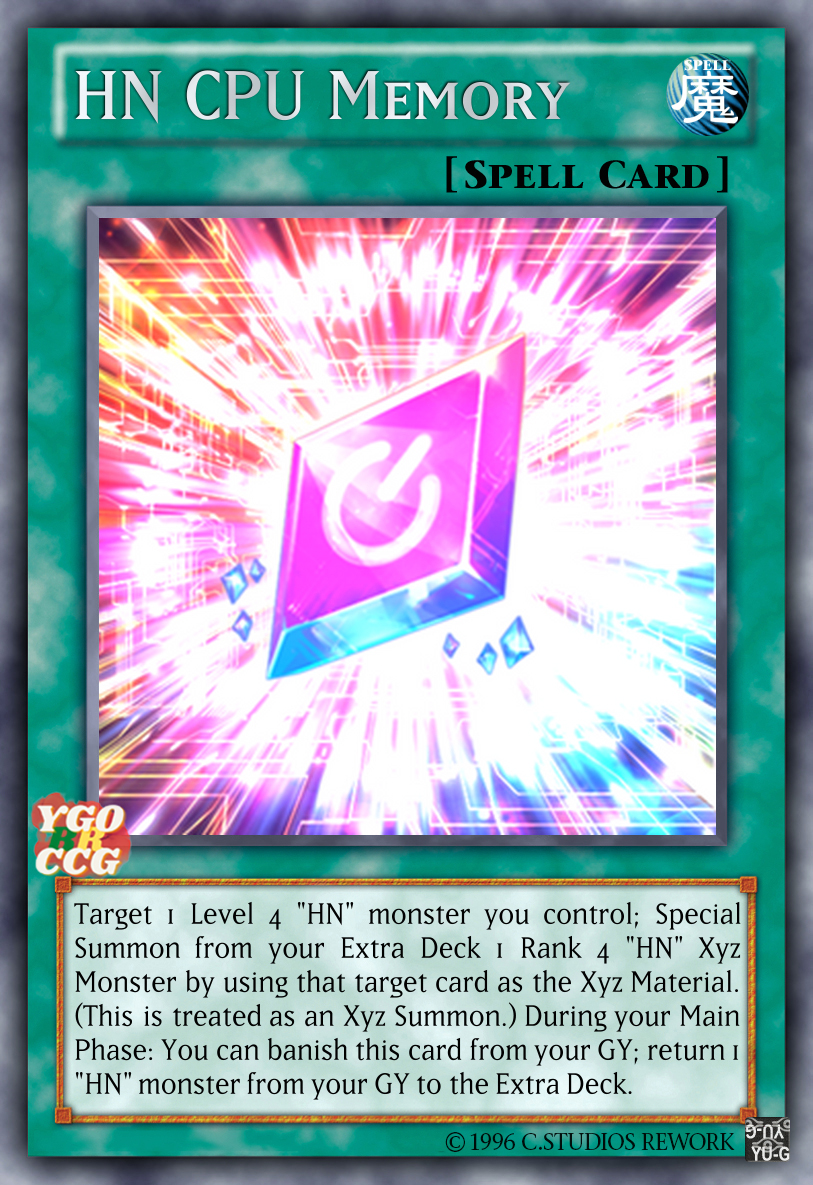 HN CPU Memory
SPELL
魔
[Spell Card]
YGO
CCG
Target 1 Level 4 "HN" monster you control; Special
Summon from your Extra Deck 1 Rank 4 "HN" Xyz
Monster by using that target card as the Xyz Material.
(This is treated as an Xyz Summon.) During your Main
Phase: You can banish this card from your GY; return 1
"HN" monster from your GY to the Extra Deck.
© 1996 C.STUDIOS REWORK
YU-G